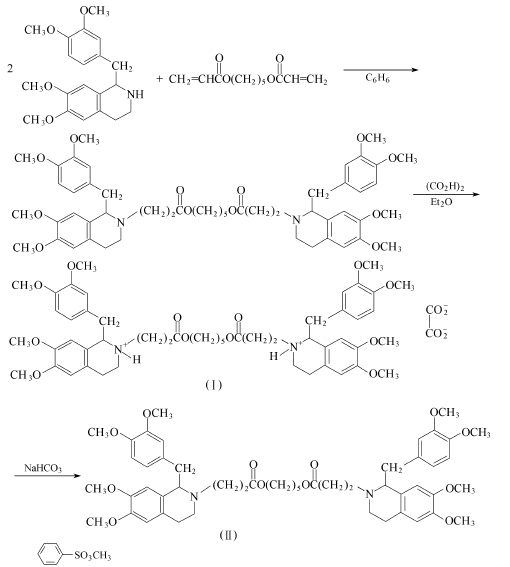 OCH₃
CH₃O
CH₂
2 + CH₂=CHCO(CH₂)₅OCCH=CH₂
O O
CH₃O NH
C₆H₆
CH₃O
OCH₃ OCH₃
CH₃O OCH₃
CH₂ O O CH₂ (CO₂H)₂
CH₃O N (CH₂)₂CO(CH₂)₅OC(CH₂)₂ N OCH₃ Et₂O
CH₃O OCH₃
OCH₃ OCH₃
CH₃O OCH₃
CH₂ O O CH₂ CO₂⁻
CH₃O N⁺ (CH₂)₂CO(CH₂)₅OC(CH₂)₂ N⁺ OCH₃ CO₂⁻
CH₃O H H OCH₃
(Ⅰ)
OCH₃ OCH₃
CH₃O OCH₃
NaHCO₃ CH₂ O O CH₂
CH₃O N (CH₂)₂CO(CH₂)₅OC(CH₂)₂ N OCH₃
CH₃O OCH₃
(Ⅱ)
SO₃CH₃